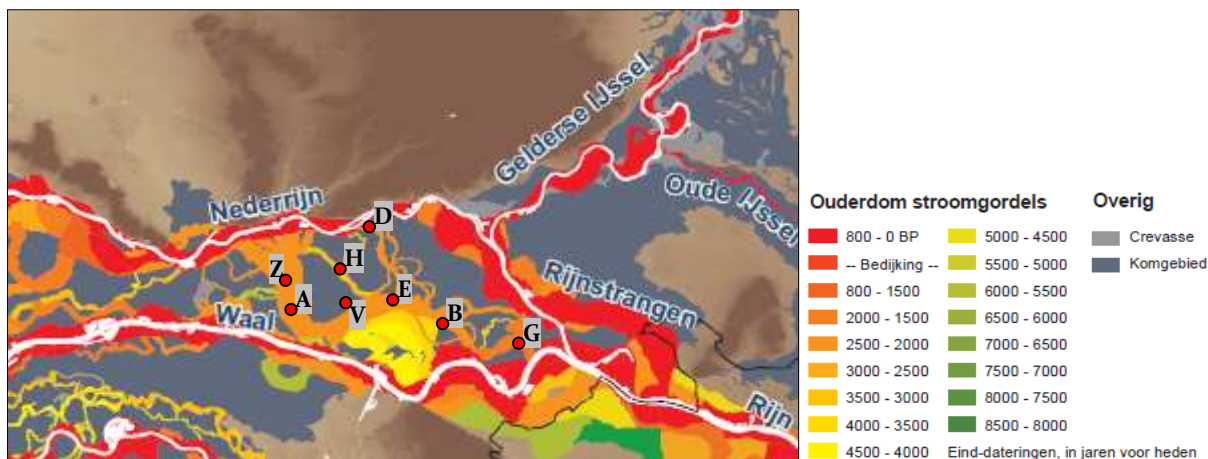 Gelderse IJssel
Nederrijn
Oude IJssel
D
H
Z
Rijnstrangen
A
V
E
B
Waal
G
Rijn
Ouderdom stroomgordels
800 - 0 BP
-- Bedijking --
800 - 1500
2000 - 1500
2500 - 2000
3000 - 2500
3500 - 3000
4000 - 3500
4500 - 4000
5000 - 4500
5500 - 5000
6000 - 5500
6500 - 6000
7000 - 6500
7500 - 7000
8000 - 7500
8500 - 8000
Eind-dateringen, in jaren voor heden
Overig
Crevasse
Komgebied